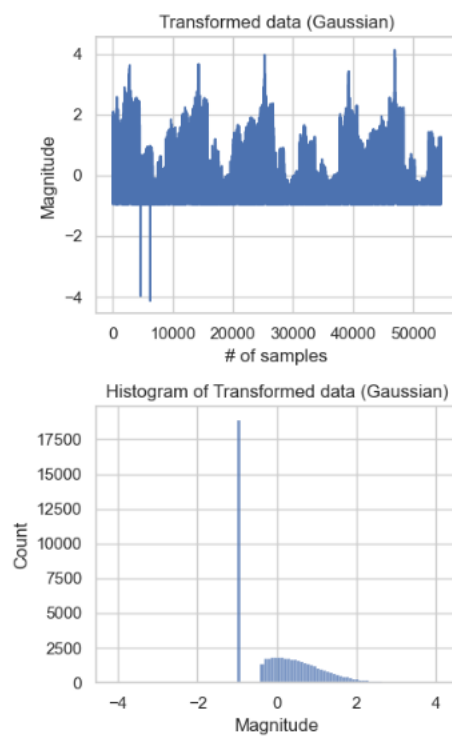 Transformed data (Gaussian)
4
2
0
−2
−4
Magnitude
0 10000 20000 30000 40000 50000
# of samples
Histogram of Transformed data (Gaussian)
17500
15000
12500
10000
7500
5000
2500
0
Count
−4 −2 0 2 4
Magnitude